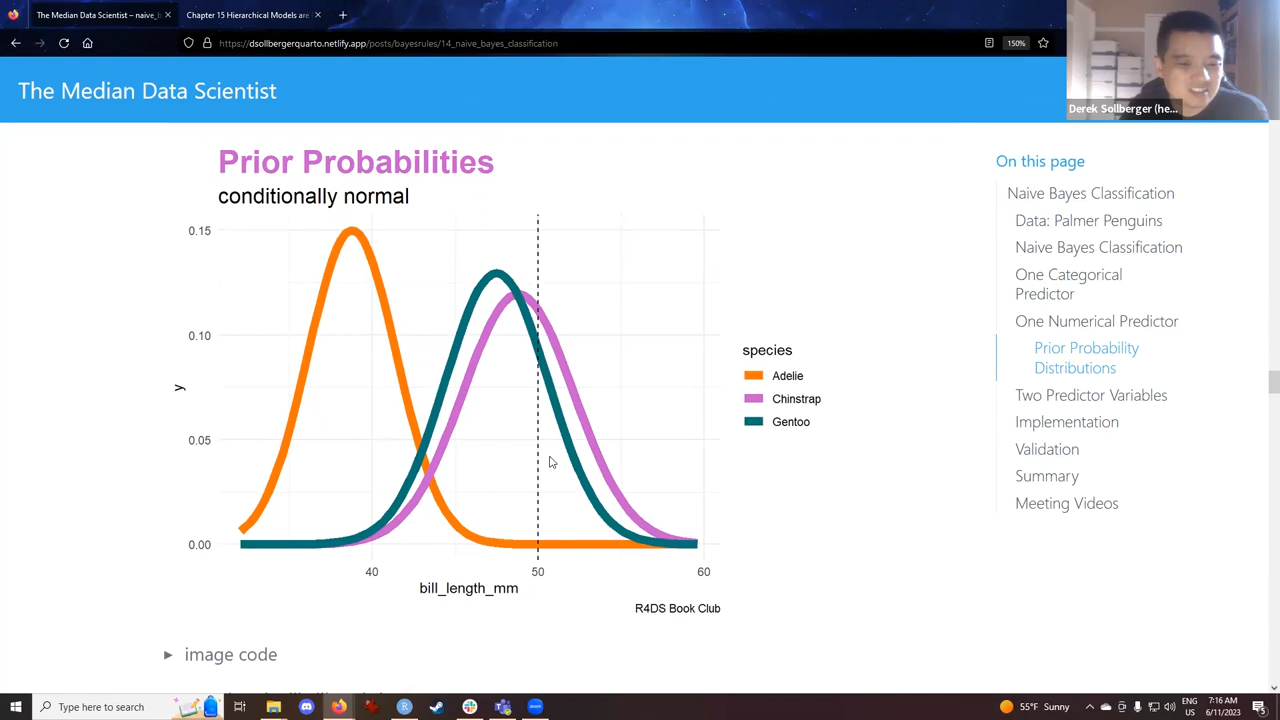 The Median Data Scientist – naive_b
Chapter 15 Hierarchical Models are
https://dsollbergerquarto.netlify.app/posts/bayesrules/14_naive_bayes_classification
150%
Derek Sollberger (he...
The Median Data Scientist
Prior Probabilities
conditionally normal
0.15
0.10
0.05
0.00
y
40
50
60
bill_length_mm
species
Adelie
Chinstrap
Gentoo
R4DS Book Club
image code
On this page
Naive Bayes Classification
Data: Palmer Penguins
Naive Bayes Classification
One Categorical
Predictor
One Numerical Predictor
Prior Probability
Distributions
Two Predictor Variables
Implementation
Validation
Summary
Meeting Videos
Type here to search
55°F Sunny
ENG
US
7:16 AM
6/11/2023